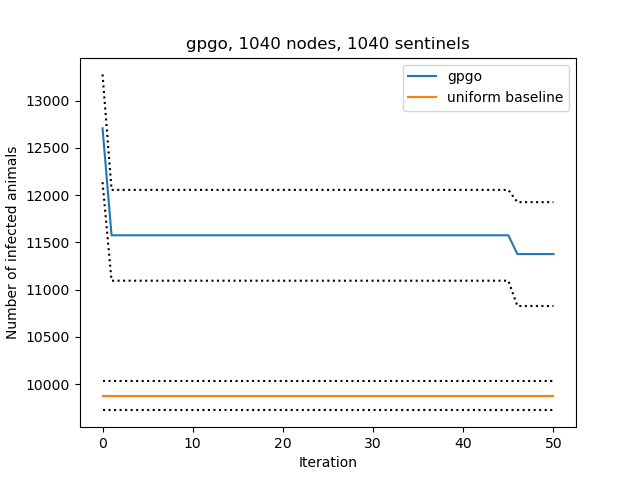 gpgo, 1040 nodes, 1040 sentinels
gpgo
uniform baseline
Number of infected animals
13000
12500
12000
11500
11000
10500
10000
0 10 20 30 40 50
Iteration